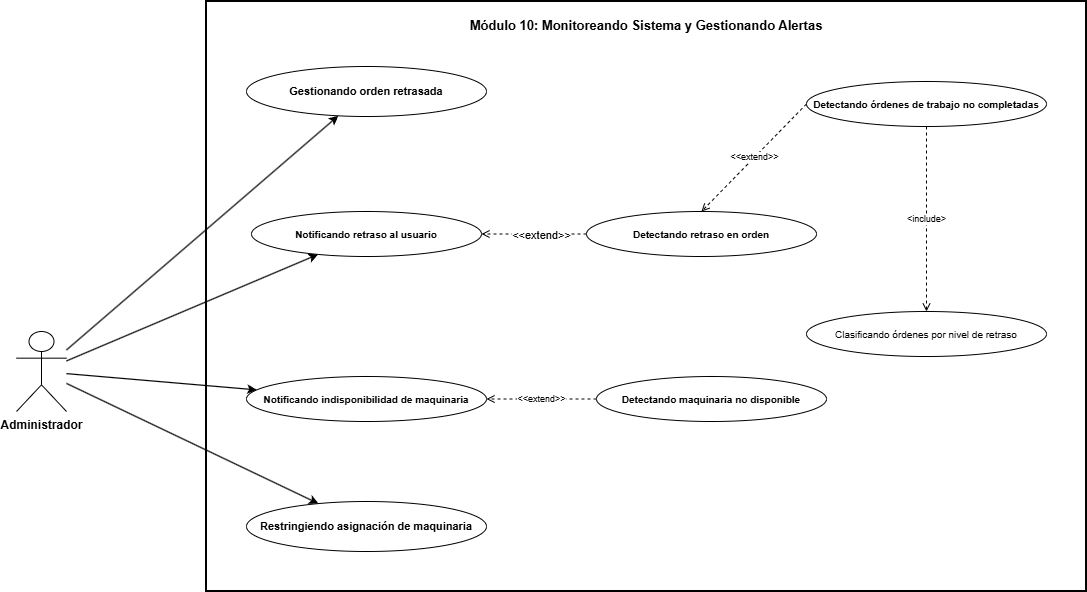 Módulo 10: Monitoreando Sistema y Gestionando Alertas
Gestionando orden retrasada
Detectando órdenes de trabajo no completadas
<<extend>>
<include>
Notificando retraso al usuario
<<extend>>
Detectando retraso en orden
Clasificando órdenes por nivel de retraso
Notificando indisponibilidad de maquinaria
<<extend>>
Detectando maquinaria no disponible
Administrador
Restringiendo asignación de maquinaria